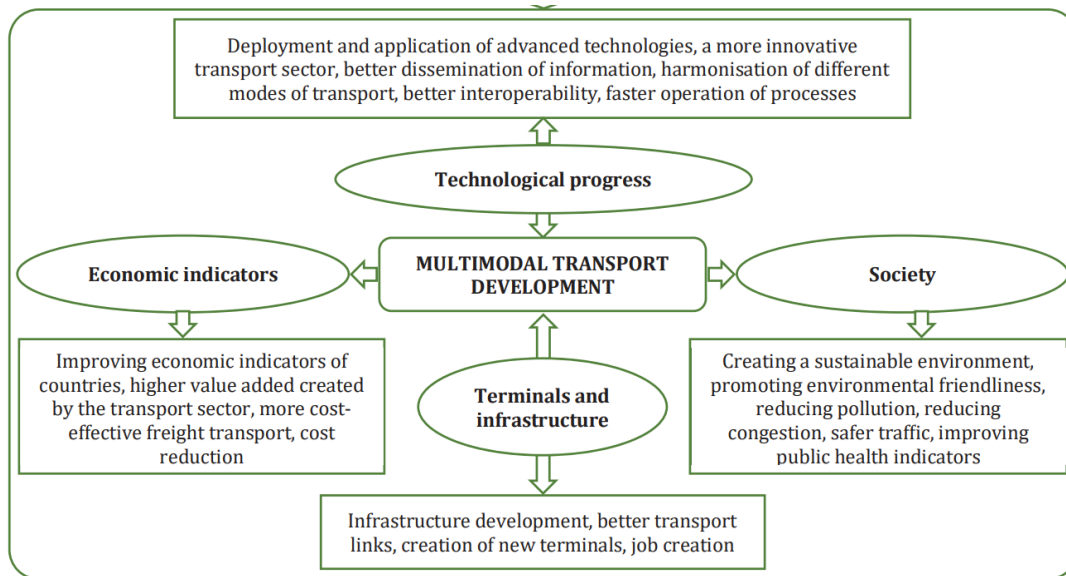 Deployment and application of advanced technologies, a more innovative
transport sector, better dissemination of information, harmonisation of different
modes of transport, better interoperability, faster operation of processes
Technological progress
Economic indicators
MULTIMODAL TRANSPORT
DEVELOPMENT
Society
Improving economic indicators of
countries, higher value added created
by the transport sector, more cost-
effective freight transport, cost
reduction
Terminals and
infrastructure
Creating a sustainable environment,
promoting environmental friendliness,
reducing pollution, reducing
congestion, safer traffic, improving
public health indicators
Infrastructure development, better transport
links, creation of new terminals, job creation